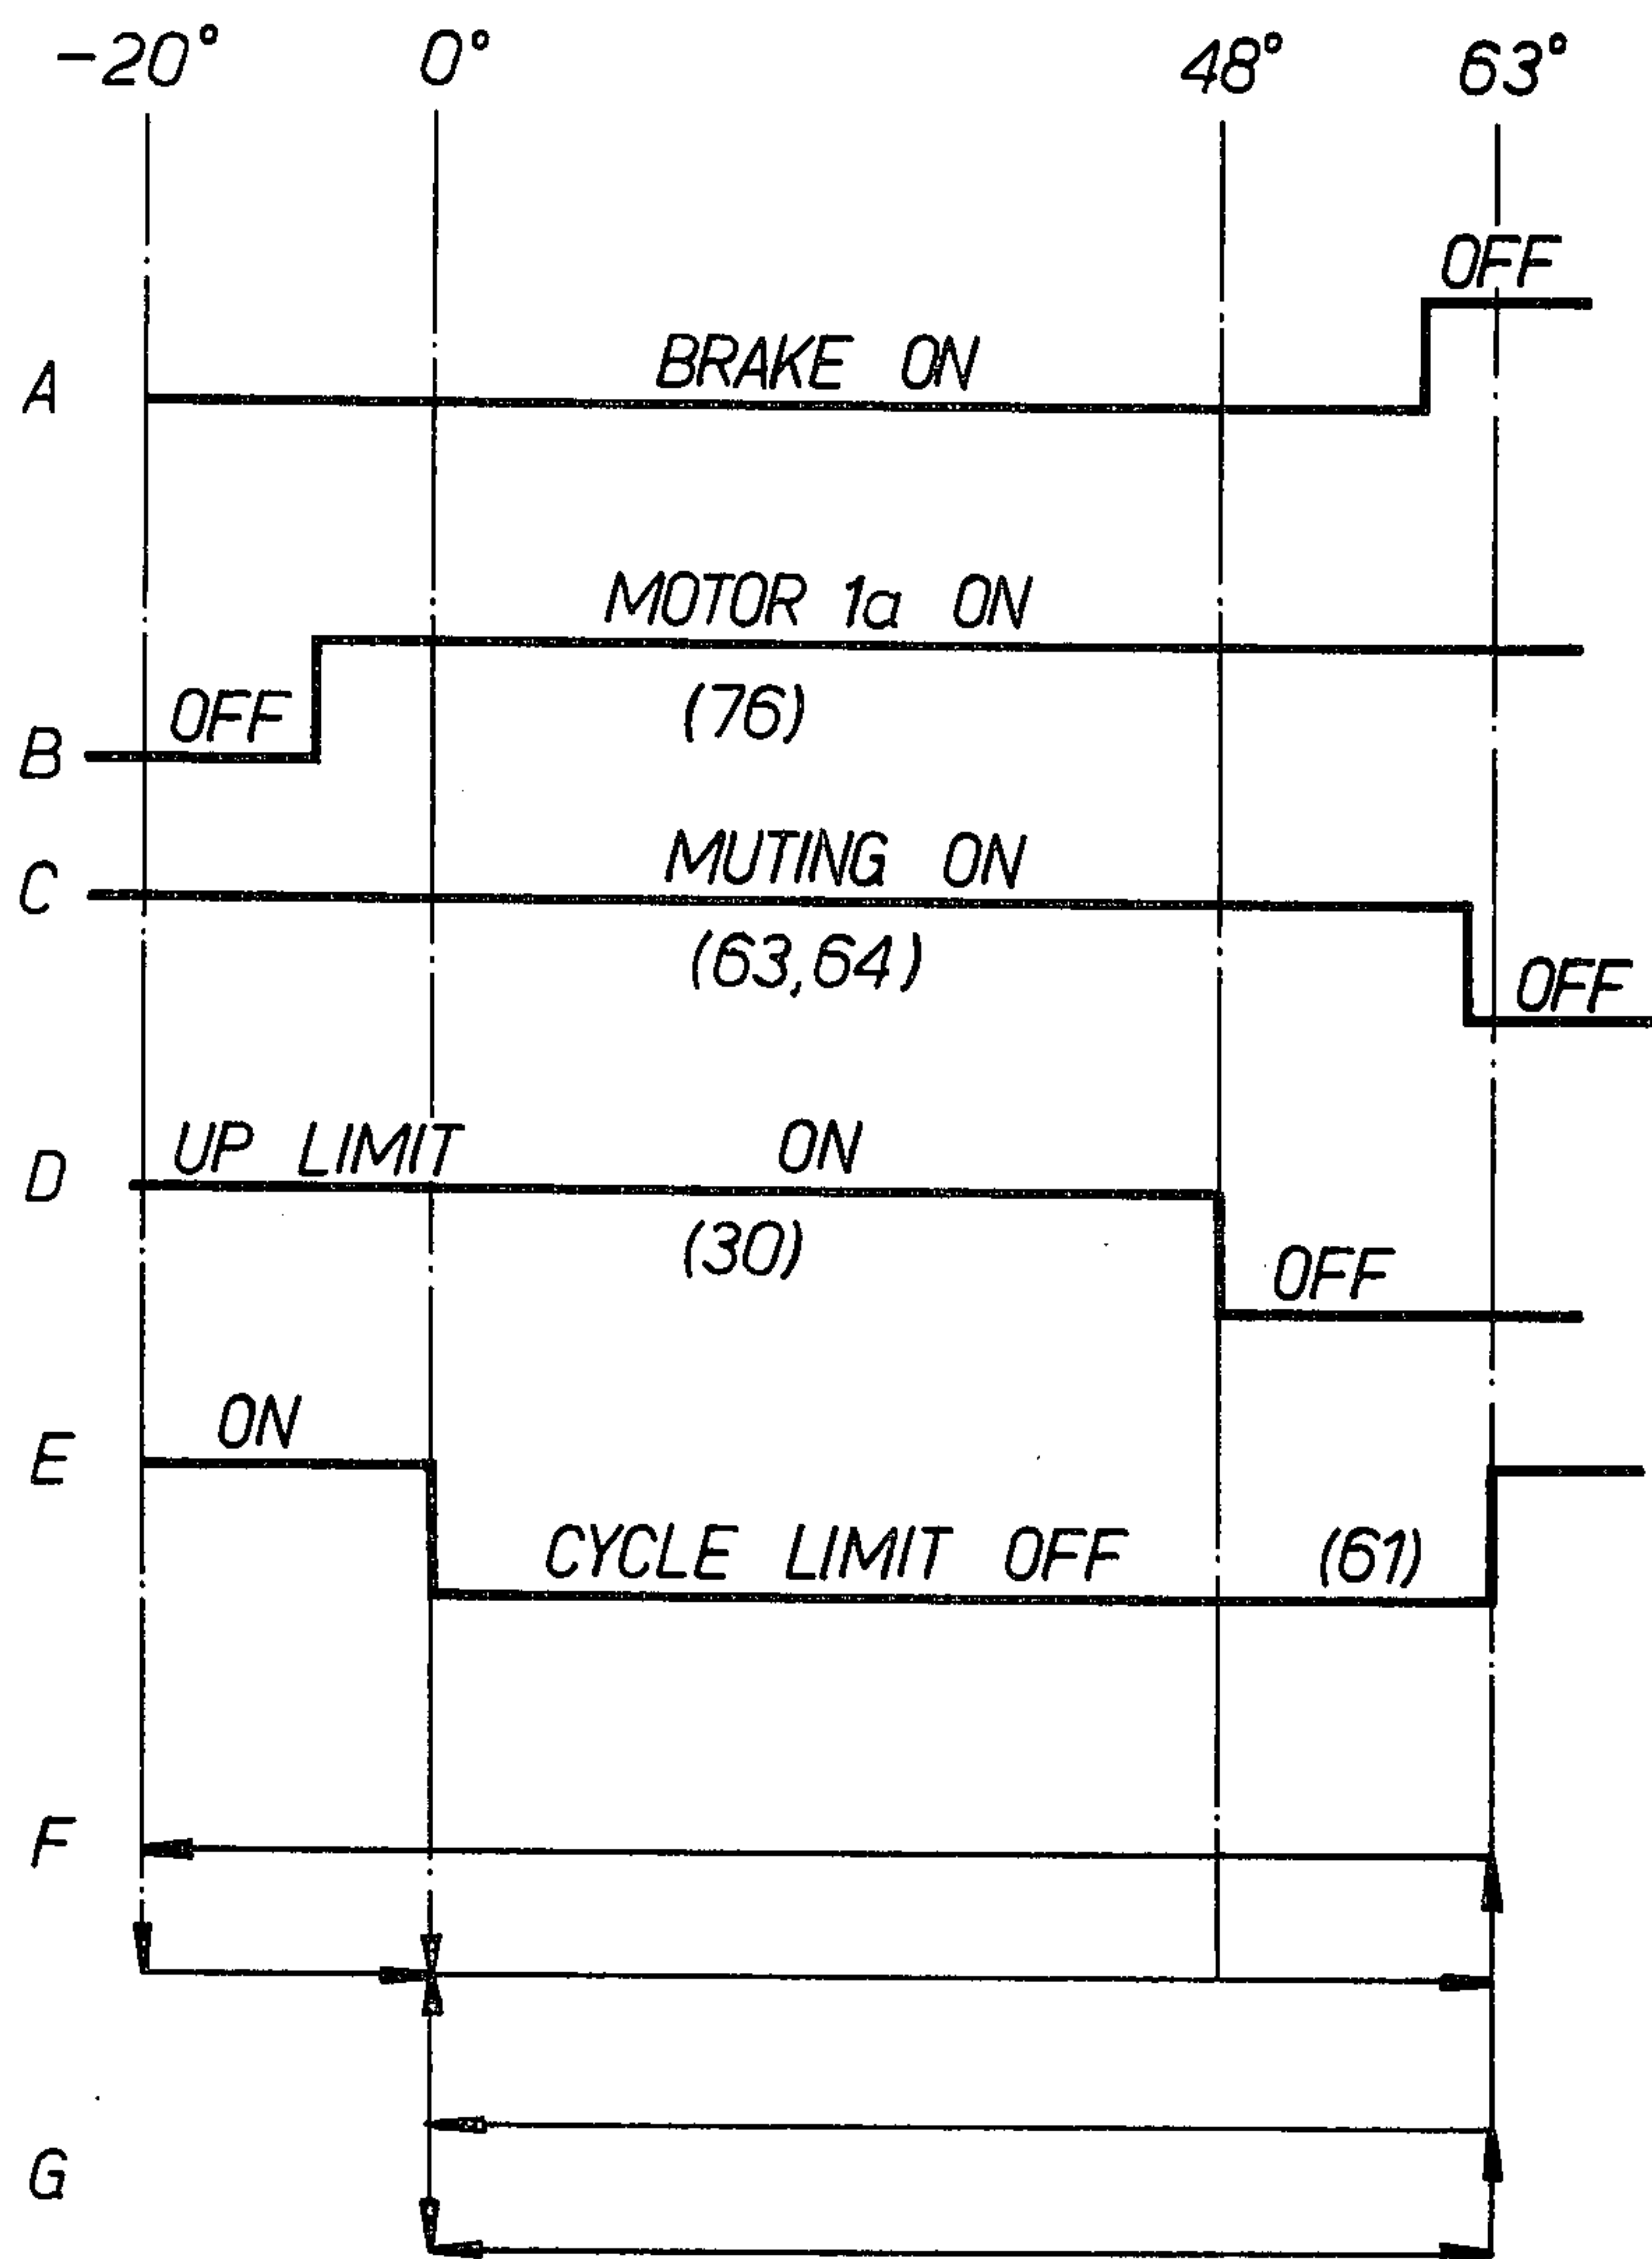 -20° 0° 48° 63°
OFF
A BRAKE ON
MOTOR 1a ON
B OFF (76)
C MUTING ON
(63,64)
OFF
D UP LIMIT ON
(30)
OFF
E ON
CYCLE LIMIT OFF (61)
F
G